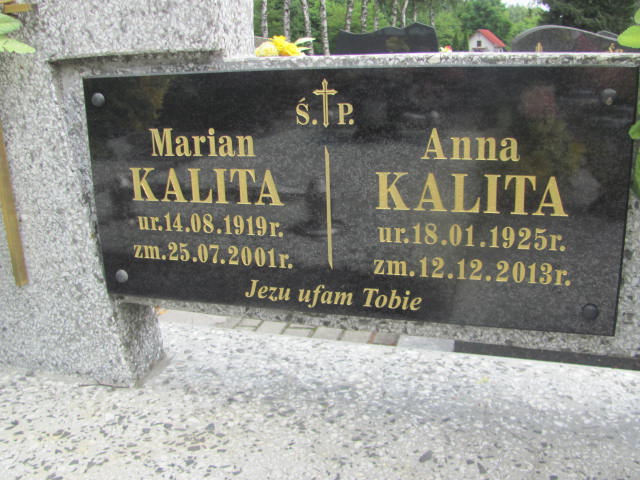 Ś. P.
Marian
KALITA
ur.14.08.1919r.
zm.25.07.2001r.
Anna
KALITA
ur.18.01.1925r.
zm.12.12.2013r.
Jezu ufam Tobie